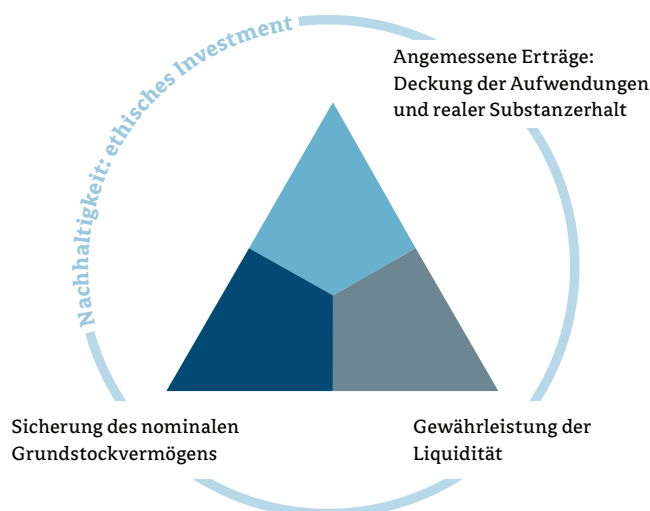 Nachhaltigkeit: ethisches Investment
Angemessene Erträge:
Deckung der Aufwendungen
und realer Substanzerhalt
Sicherung des nominalen
Grundstockvermögens
Gewährleistung der
Liquidität